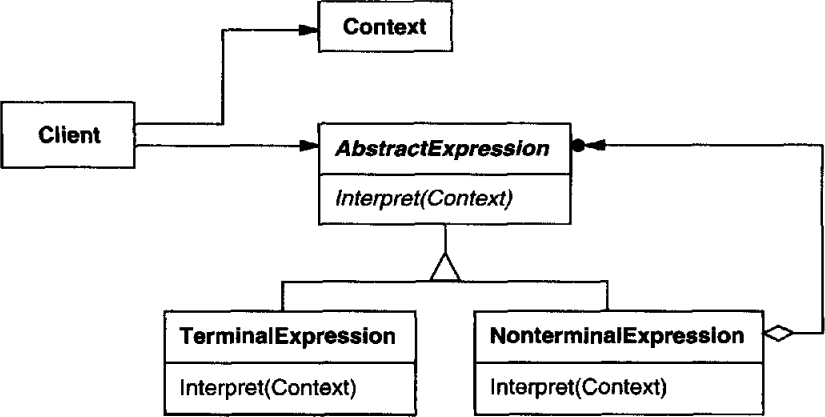 Context
Client
AbstractExpression
Interpret(Context)
TerminalExpression
NonterminalExpression
Interpret(Context)
Interpret(Context)